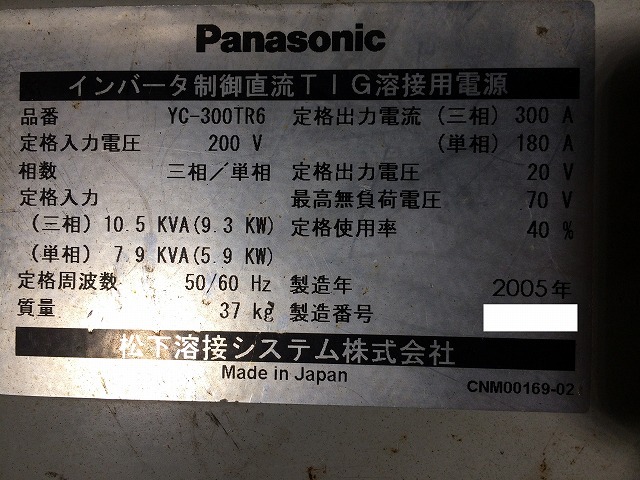 Panasonic
インバータ制御直流TIG溶接用電源
品番 YC-300TR6 定格出力電流 (三相) 300 A
定格入力電圧 200 V (単相) 180 A
相数 三相/単相 定格出力電圧 20 V
定格入力 最高無負荷電圧 70 V
(三相) 10.5 KVA(9.3 KW) 定格使用率 40 %
(単相) 7.9 KVA(5.9 KW)
定格周波数 50/60 Hz 製造年 2005年
質量 37 kg 製造番号
松下溶接システム株式会社
Made in Japan
CNM00169-02